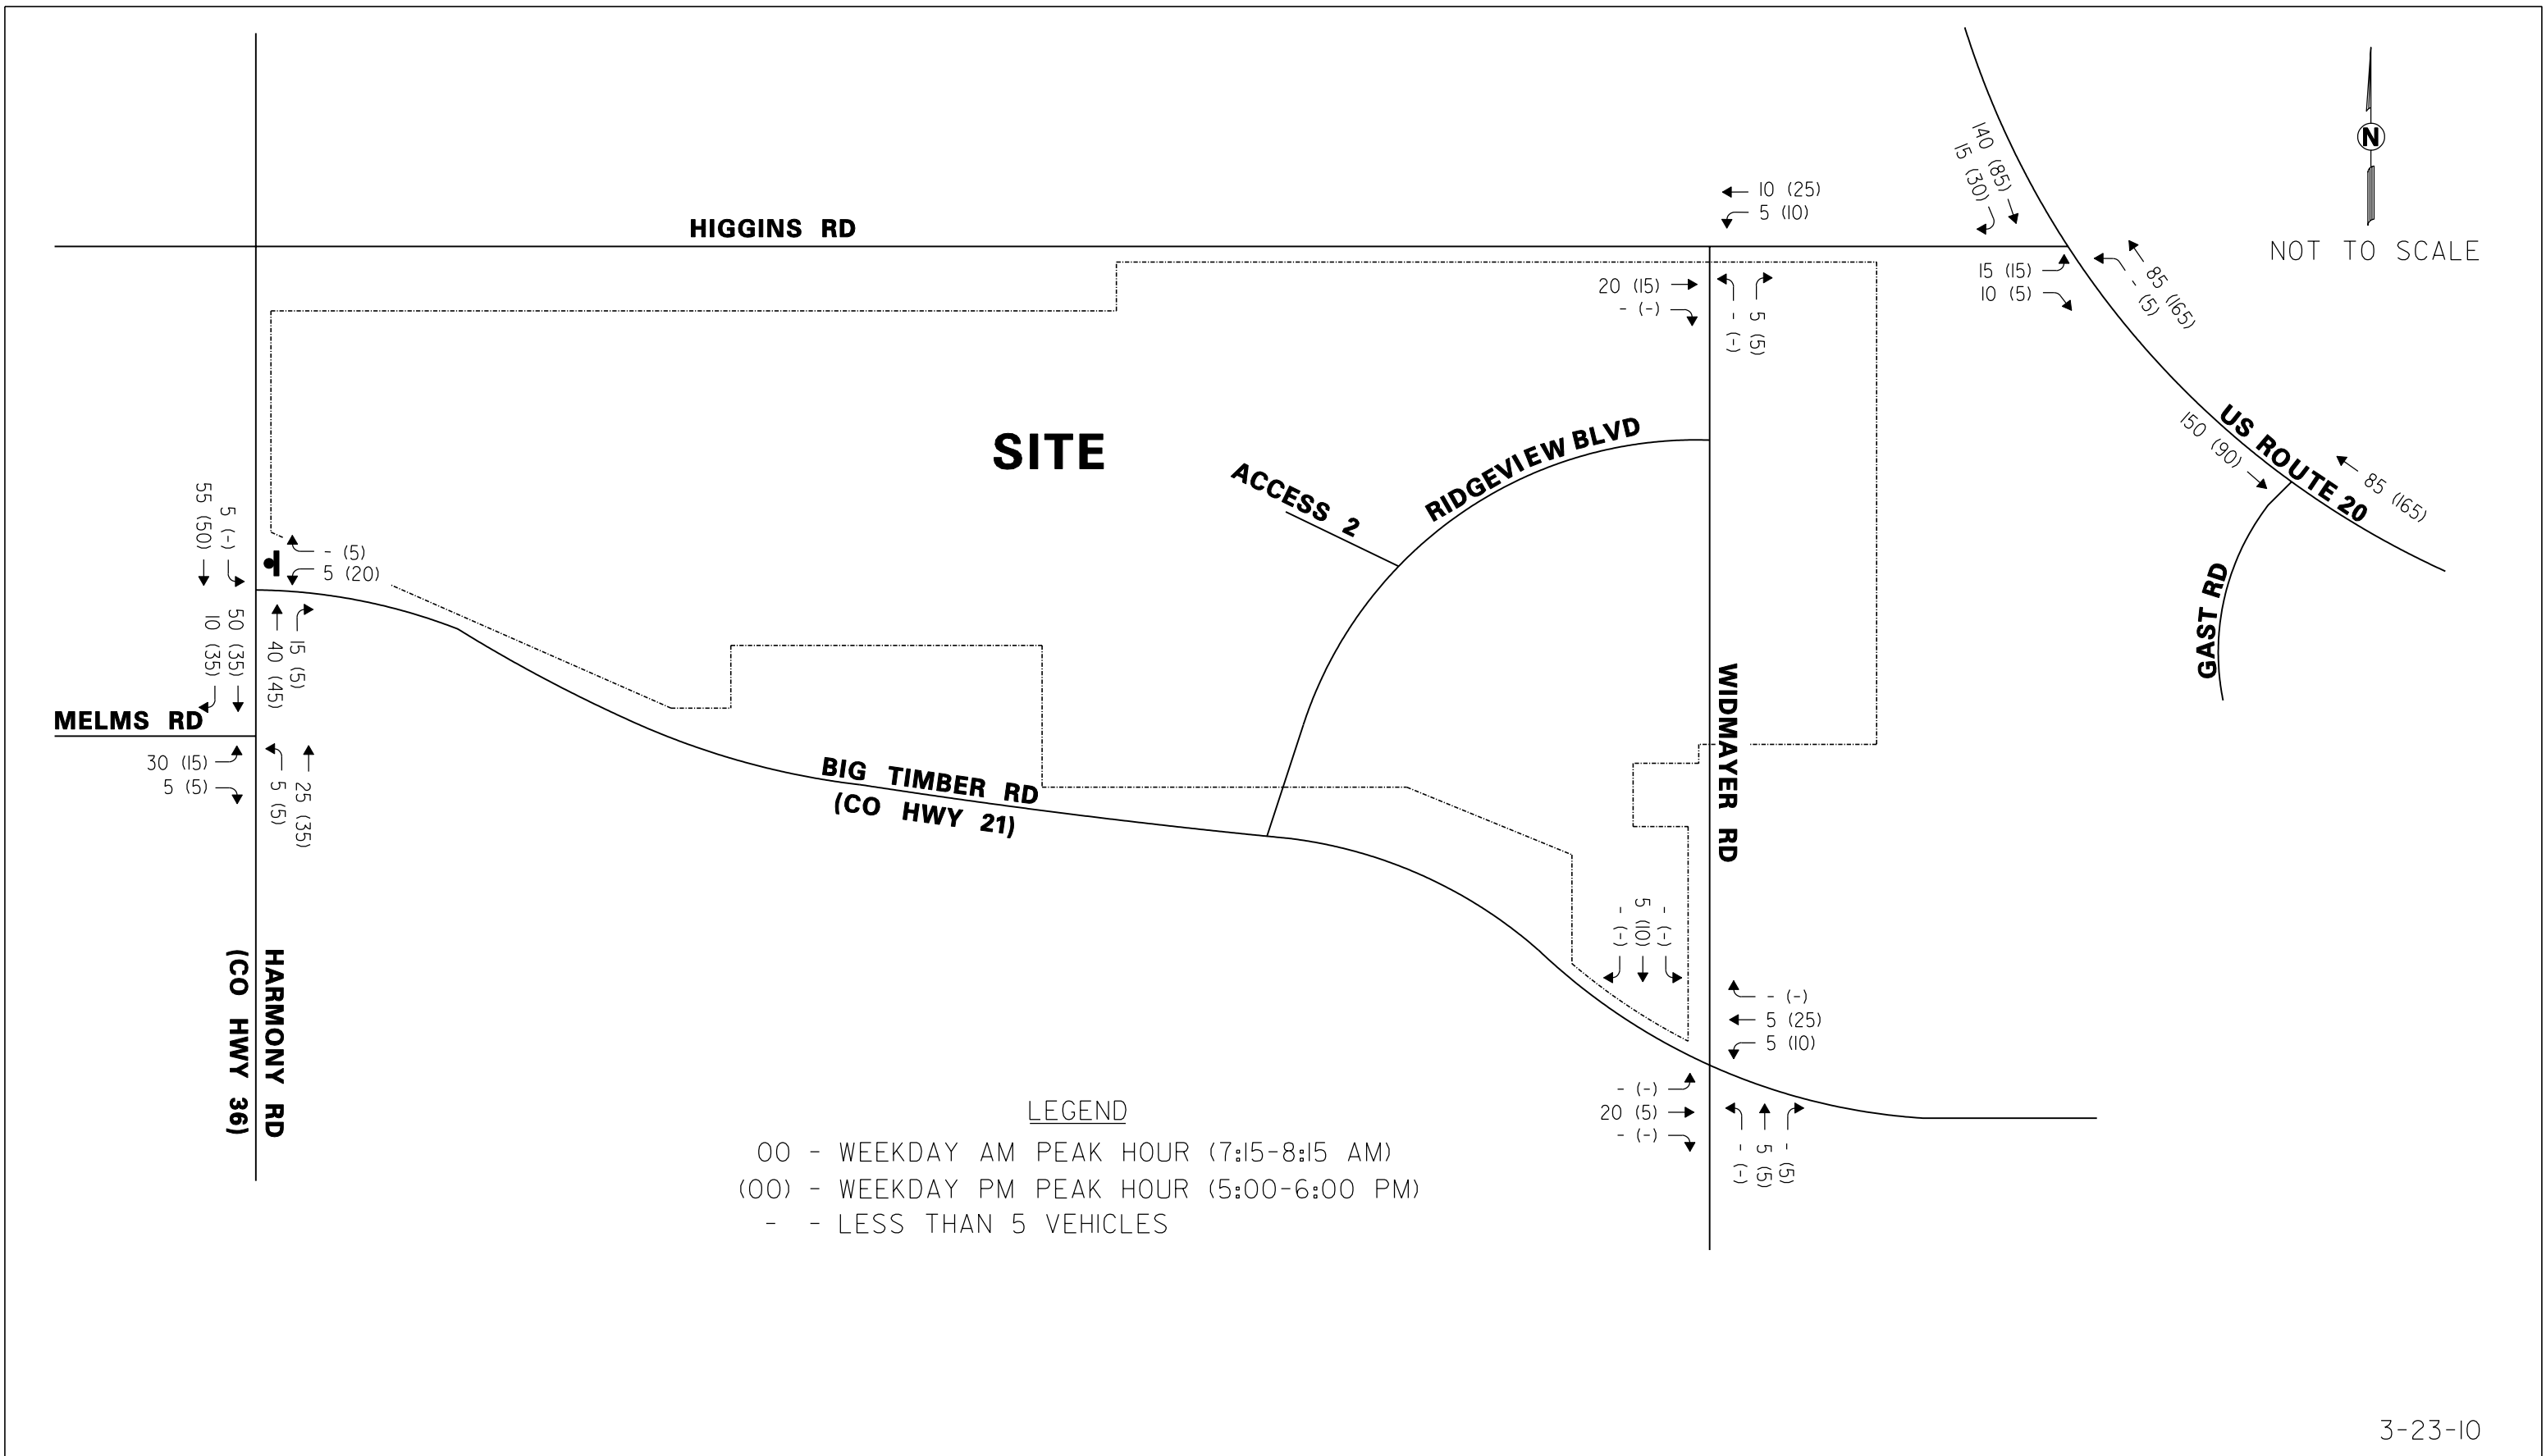 140 (85)
15 (30)
N
NOT TO SCALE
10 (25)
5 (10)
HIGGINS RD
20 (15)
- (-)
- (-)
5 (5)
15 (15)
10 (5)
85 (165)
- (5)
SITE
ACCESS 2
RIDGEVIEW BLVD
150 (90)
US ROUTE 20
85 (165)
GAST RD
55 (50)
5 (-)
- (5)
5 (20)
10 (35)
50 (35)
40 (45)
15 (5)
MELMS RD
30 (15)
5 (5)
5 (5)
25 (35)
BIG TIMBER RD
(CO HWY 21)
WIDMAYER RD
HARMONY RD
(CO HWY 36)
- (-)
5 (10)
- (-)
- (-)
5 (25)
5 (10)
- (-)
20 (5)
- (-)
- (-)
5 (5)
- (5)
LEGEND
00 - WEEKDAY AM PEAK HOUR (7:15-8:15 AM)
(00) - WEEKDAY PM PEAK HOUR (5:00-6:00 PM)
- - LESS THAN 5 VEHICLES
3-23-10